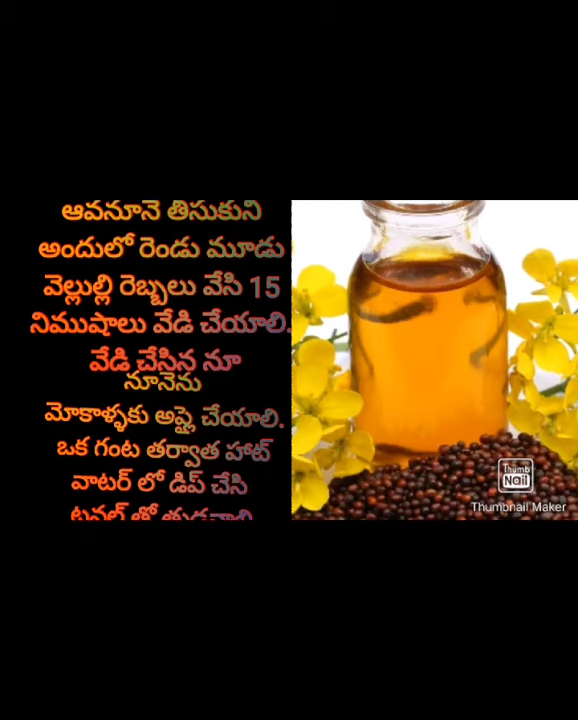 ఆవనూనె తిసుకుని
అందులో రెండు మూడు
వెల్లుల్లి రెబ్బలు వేసి 15
నిముషాలు వేడి చేయాలి.
వేడి చేసిన నూ
నూనెను
మోకాళ్ళకు అప్లై చేయాలి.
ఒక గంట తర్వాత హాట్
వాటర్ లో డిప్ చేసి
Thumb
Nail
Thumbnail Maker